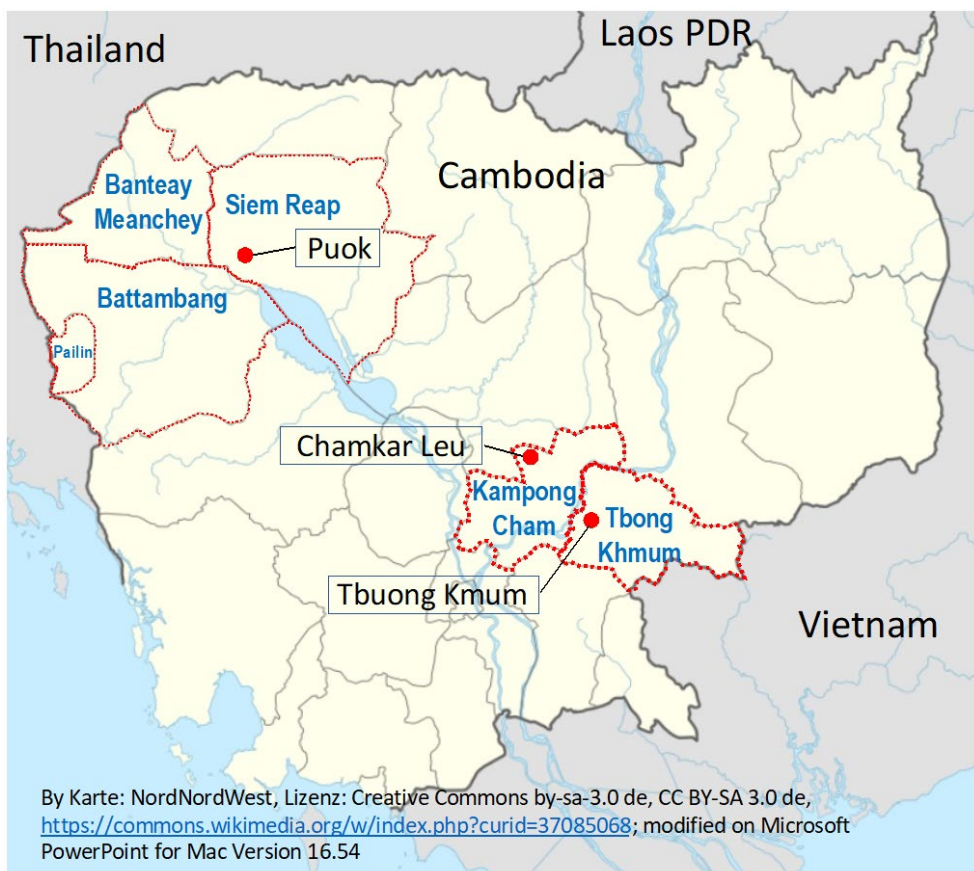 Thailand
Laos PDR
Cambodia
Banteay
Meanchey
Siem Reap
Puok
Battambang
Pailin
Chamkar Leu
Kampong
Cham
Tbong
Khmum
Tbuong Kmum
Vietnam
By Karte: NordNordWest, Lizenz: Creative Commons by-sa-3.0 de, CC BY-SA 3.0 de,
https://commons.wikimedia.org/w/index.php?curid=37085068; modified on Microsoft
PowerPoint for Mac Version 16.54